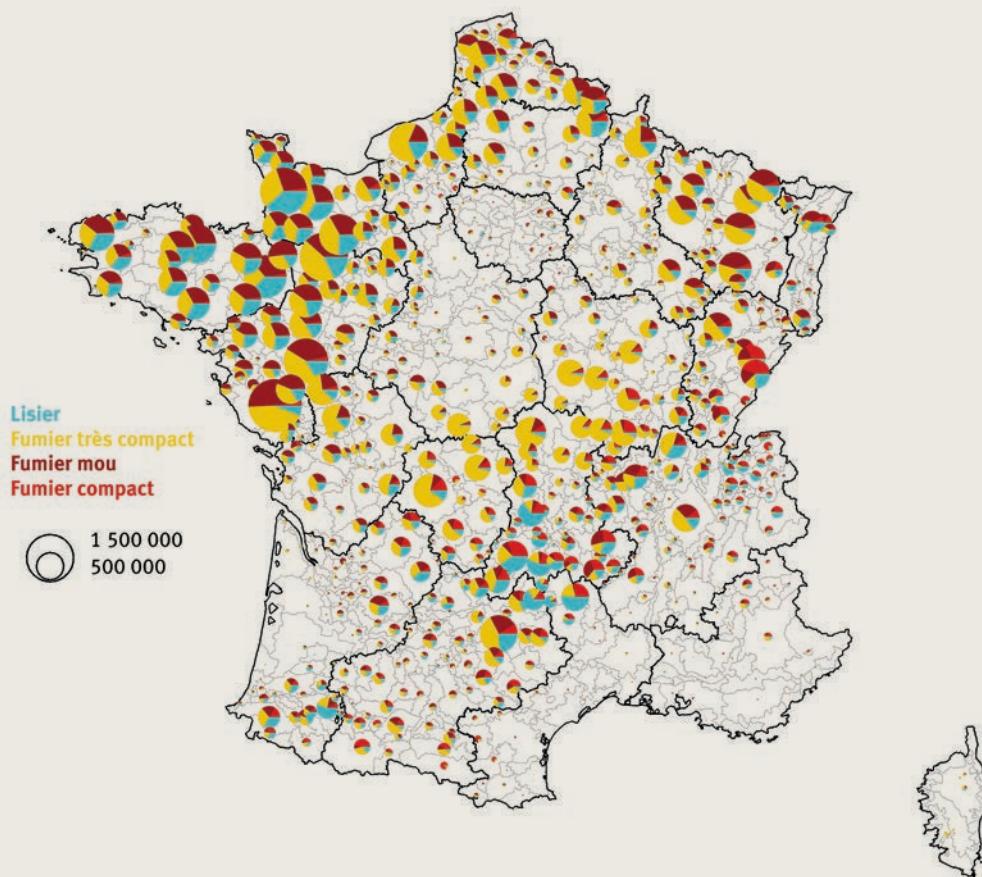 Lisier
Fumier très compact
Fumier mou
Fumier compact
1 500 000
500 000